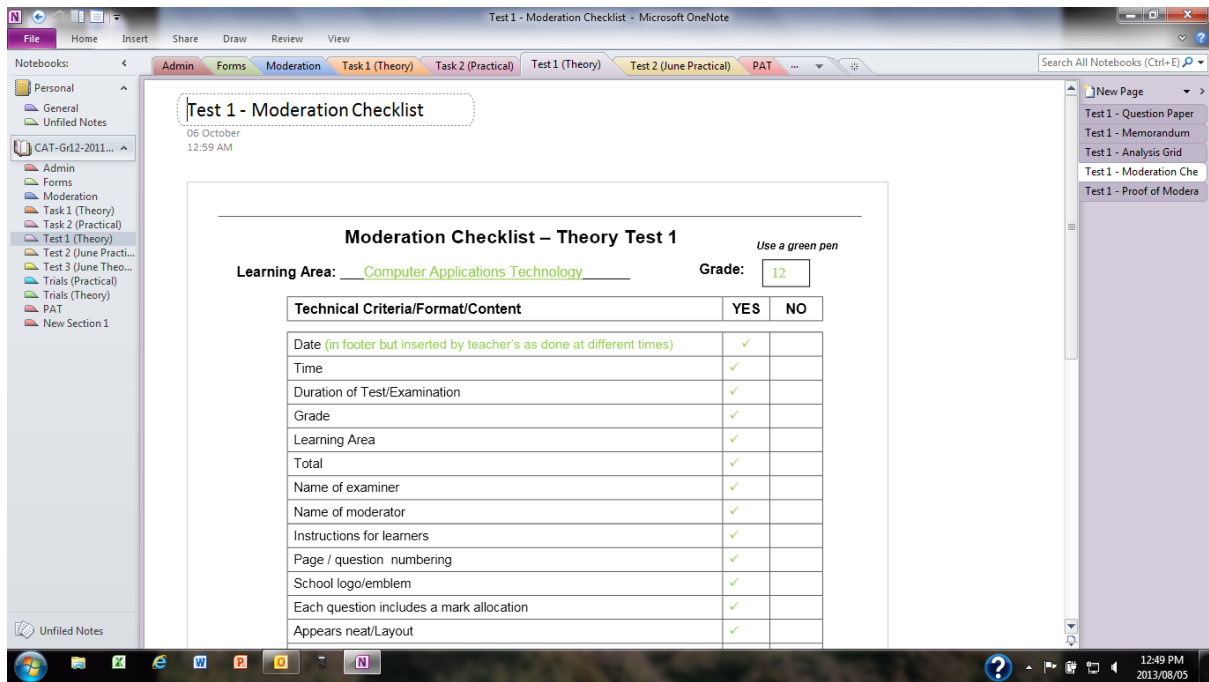 Test 1 - Moderation Checklist - Microsoft OneNote
File Home Insert Share Draw Review View
Notebooks:
Admin Forms Moderation Task 1 (Theory) Task 2 (Practical) Test 1 (Theory) Test 2 (June Practical) PAT ...
Search All Notebooks (Ctrl+E)
Personal
General
Unfiled Notes
CAT-Gr12-2011...
Admin
Forms
Moderation
Task 1 (Theory)
Task 2 (Practical)
Test 1 (Theory)
Test 2 (June Practi...
Test 3 (June Theo...
Trials (Practical)
Trials (Theory)
PAT
New Section 1
Unfiled Notes
Test 1 - Moderation Checklist
06 October
12:59 AM
Moderation Checklist – Theory Test 1
Use a green pen
Learning Area: ___Computer Applications Technology______ Grade: 12
Technical Criteria/Format/Content YES NO
Date (in footer but inserted by teacher's as done at different times) ✓
Time ✓
Duration of Test/Examination ✓
Grade ✓
Learning Area ✓
Total ✓
Name of examiner ✓
Name of moderator ✓
Instructions for learners ✓
Page / question numbering ✓
School logo/emblem ✓
Each question includes a mark allocation ✓
Appears neat/Layout ✓
New Page
Test 1 - Question Paper
Test 1 - Memorandum
Test 1 - Analysis Grid
Test 1 - Moderation Che
Test 1 - Proof of Modera
12:49 PM
2013/08/05